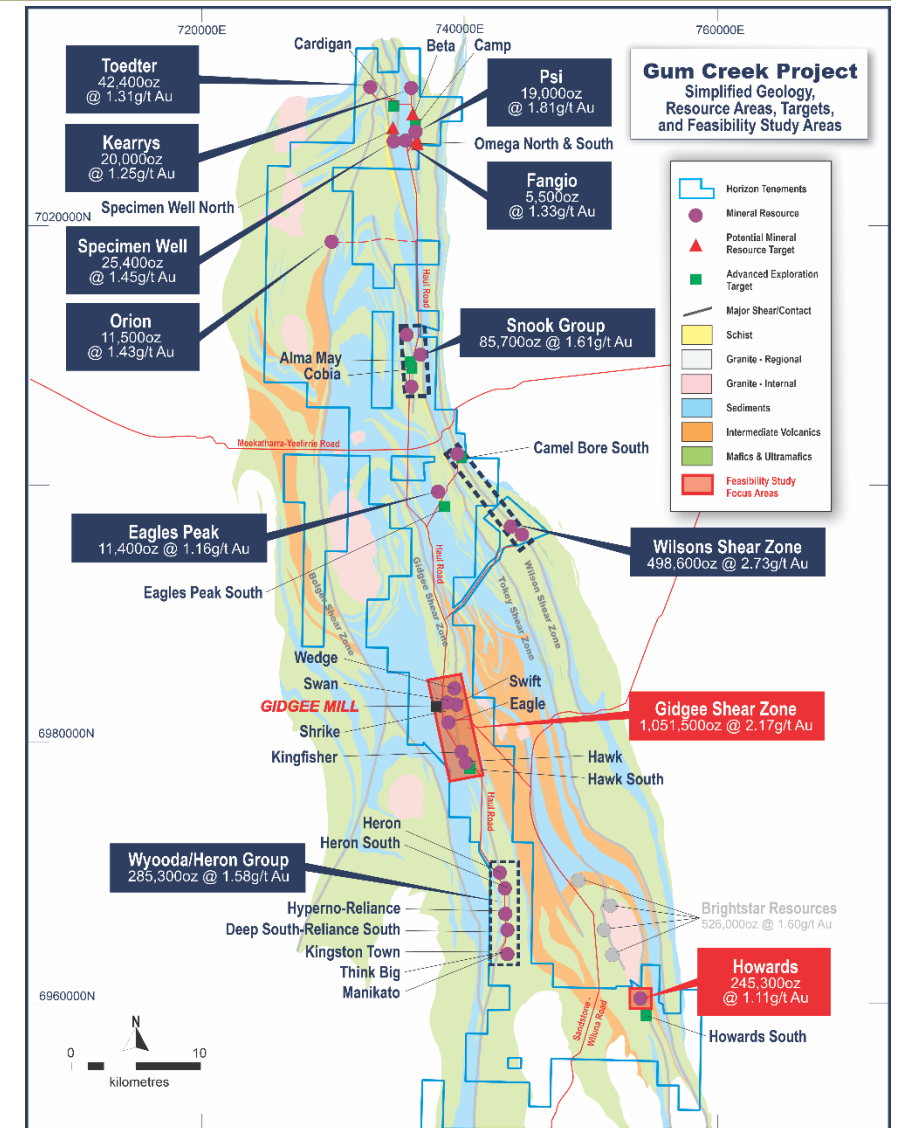 720000E
740000E
760000E
Gum Creek Project
Simplified Geology,
Resource Areas, Targets,
and Feasibility Study Areas
Horizon Tenements
Mineral Resource
Potential Mineral
Resource Target
Advanced Exploration
Target
Major Shear/Contact
Schist
Granite - Regional
Granite - Internal
Sediments
Intermediate Volcanics
Mafics & Ultramafics
Feasibility Study
Focus Areas
Cardigan
Beta
Camp
Toedter
42,400oz
@ 1.31g/t Au
Psi
19,000oz
@ 1.81g/t Au
Kearrys
20,000oz
@ 1.25g/t Au
Omega North & South
Fangio
5,500oz
@ 1.33g/t Au
Specimen Well North
7020000N
Specimen Well
25,400oz
@ 1.45g/t Au
Orion
11,500oz
@ 1.43g/t Au
Haul Road
Snook Group
85,700oz @ 1.61g/t Au
Alma May
Cobia
Meekatharra-Yeelirrie Road
Camel Bore South
Eagles Peak
11,400oz @ 1.16g/t Au
Wilsons Shear Zone
498,600oz @ 2.73g/t Au
Eagles Peak South
Haul Road
Bolger Shear Zone
Gidgee Shear Zone
Tokey Shear Zone
Wilson Shear Zone
Wedge
Swan
Swift
GIDGEE MILL
Eagle
Shrike
Gidgee Shear Zone
1,051,500oz @ 2.17g/t Au
6980000N
Kingfisher
Hawk
Hawk South
Haul Road
Heron
Heron South
Wyooda/Heron Group
285,300oz @ 1.58g/t Au
Hyperno-Reliance
Deep South-Reliance South
Kingston Town
Think Big
Manikato
Brightstar Resources
526,000oz @ 1.60g/t Au
Howards
245,300oz
@ 1.11g/t Au
6960000N
Sandstone -
Wiluna Road
Howards South
N
0
10
kilometres